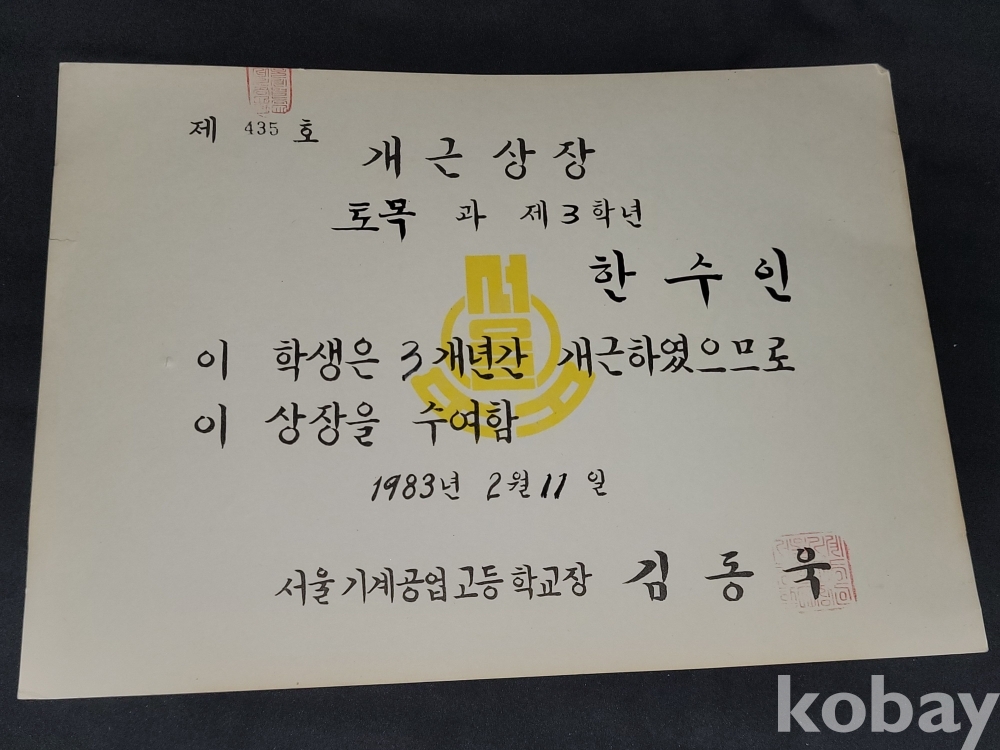 제 435 호
개근상장
토목 과 제3학년
한수인
서울
이 학생은 3개년간 개근하였으므로
이 상장을 수여함
1983년 2월 11일
서울기계공업고등학교장 김동욱
kobay